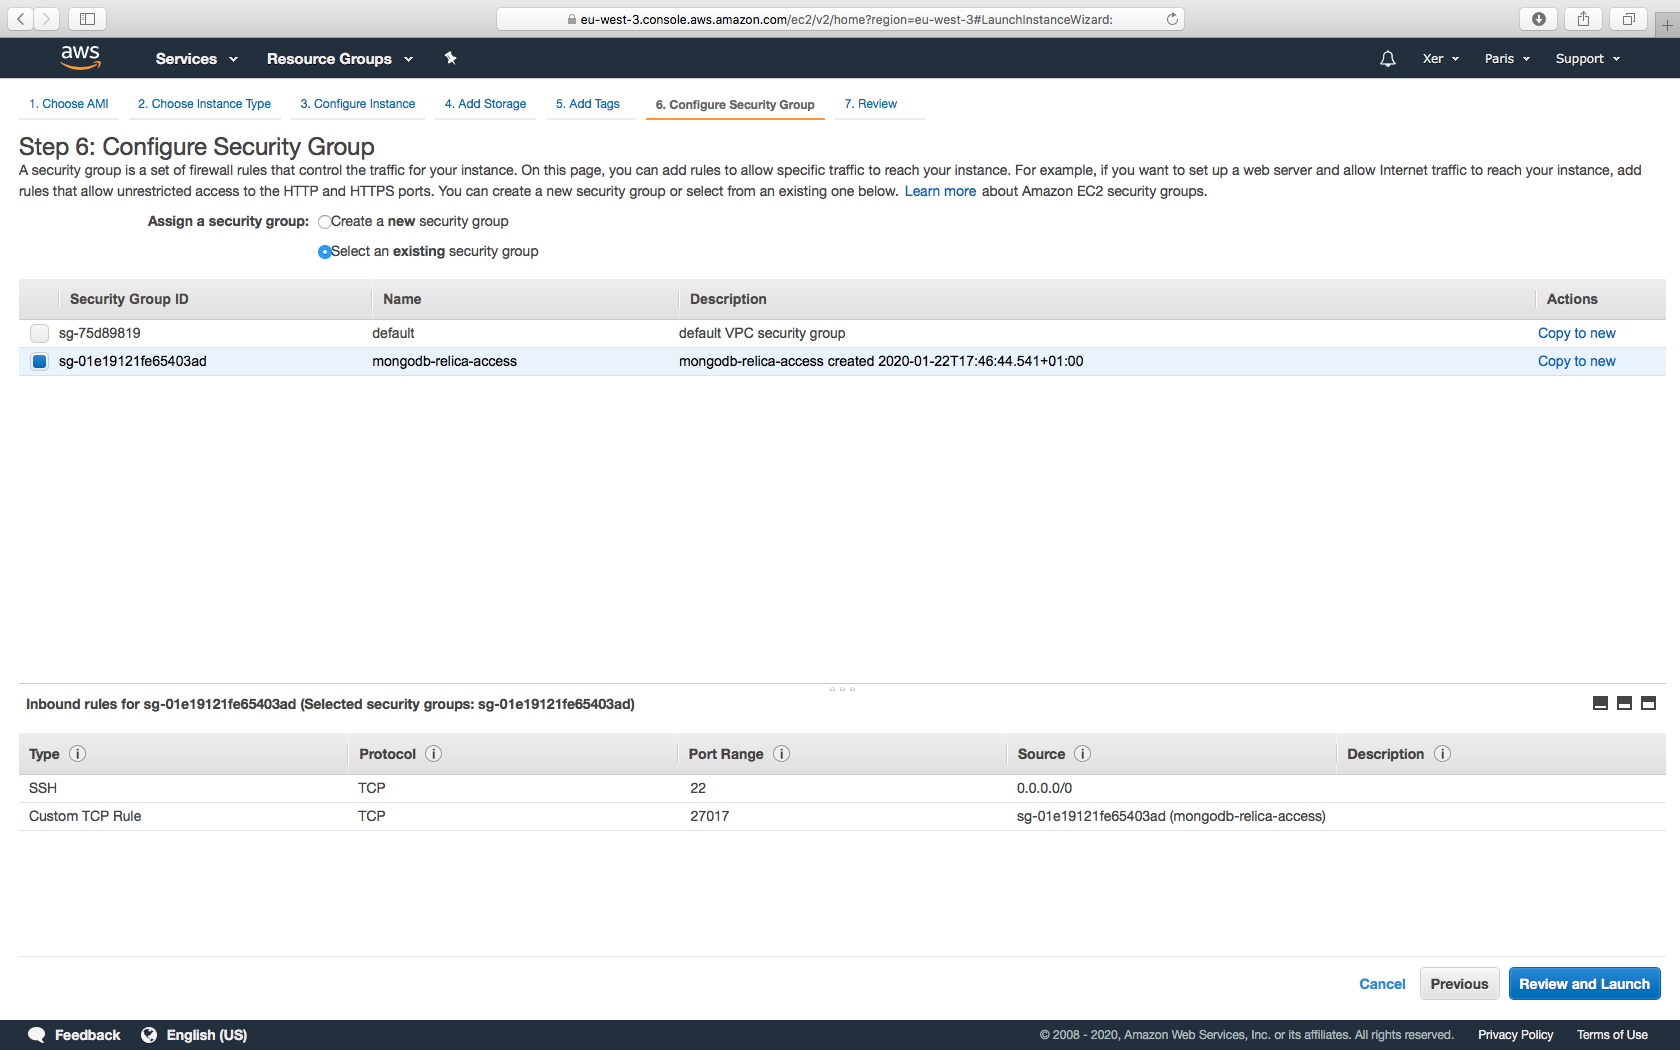 eu-west-3.console.aws.amazon.com/ec2/v2/home?region=eu-west-3#LaunchInstanceWizard:
aws Services Resource Groups Xer Paris Support
1. Choose AMI 2. Choose Instance Type 3. Configure Instance 4. Add Storage 5. Add Tags 6. Configure Security Group 7. Review
Step 6: Configure Security Group
A security group is a set of firewall rules that control the traffic for your instance. On this page, you can add rules to allow specific traffic to reach your instance. For example, if you want to set up a web server and allow Internet traffic to reach your instance, add
rules that allow unrestricted access to the HTTP and HTTPS ports. You can create a new security group or select from an existing one below. Learn more about Amazon EC2 security groups.
Assign a security group: Create a new security group
Select an existing security group
Security Group ID Name Description Actions
sg-75d89819 default default VPC security group Copy to new
sg-01e19121fe65403ad mongodb-relica-access mongodb-relica-access created 2020-01-22T17:46:44.541+01:00 Copy to new
Inbound rules for sg-01e19121fe65403ad (Selected security groups: sg-01e19121fe65403ad)
Type i Protocol i Port Range i Source i Description i
SSH TCP 22 0.0.0.0/0
Custom TCP Rule TCP 27017 sg-01e19121fe65403ad (mongodb-relica-access)
Cancel Previous Review and Launch
Feedback English (US) © 2008 - 2020, Amazon Web Services, Inc. or its affiliates. All rights reserved. Privacy Policy Terms of Use